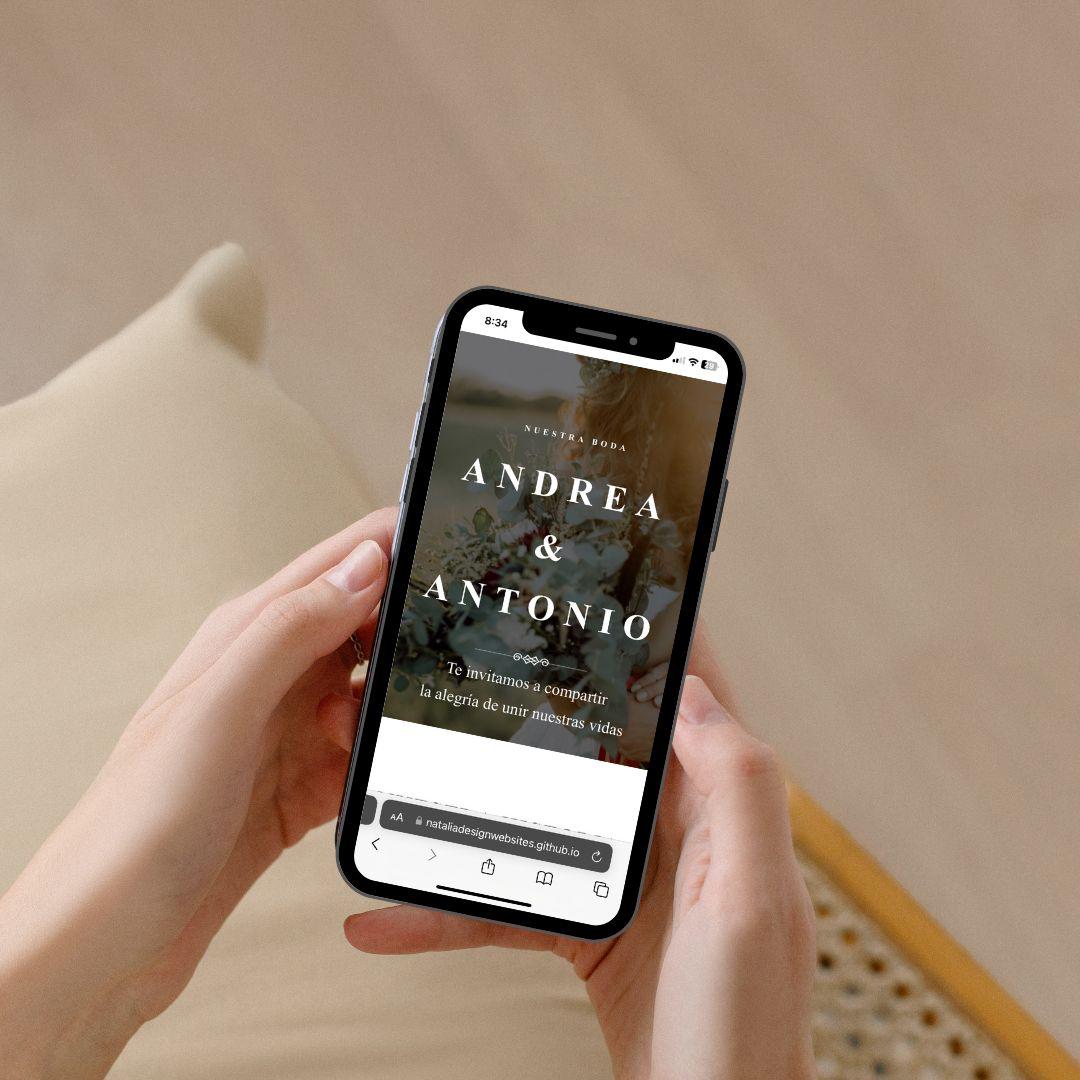 8:34
29
NUESTRA BODA
ANDREA
&
ANTONIO
Te invitamos a compartir
la alegría de unir nuestras vidas
AA nataliadesignwebsites.github.io